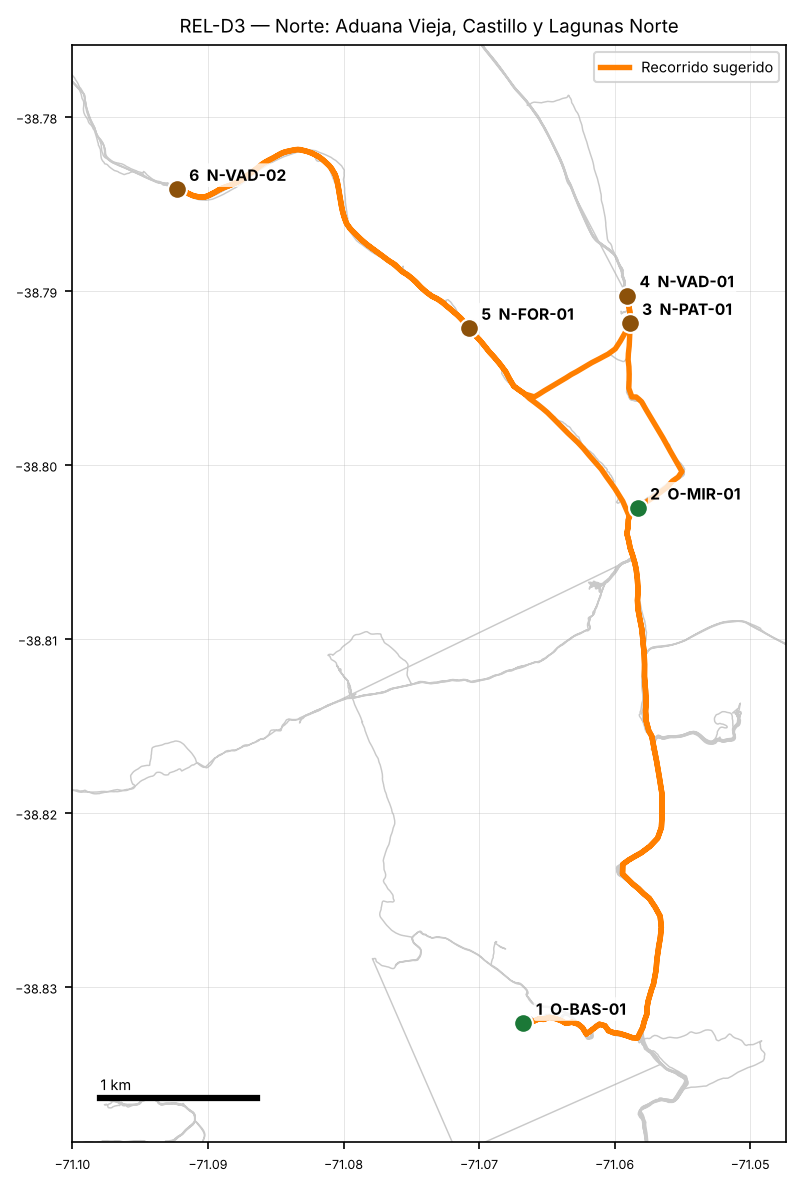 REL-D3 — Norte: Aduana Vieja, Castillo y Lagunas Norte
Recorrido sugerido
−38.78
6 N-VAD-02
4 N-VAD-01
−38.79
3 N-PAT-01
5 N-FOR-01
−38.80
2 O-MIR-01
−38.81
−38.82
−38.83
1 O-BAS-01
1 km
−71.10
−71.09
−71.08
−71.07
−71.06
−71.05